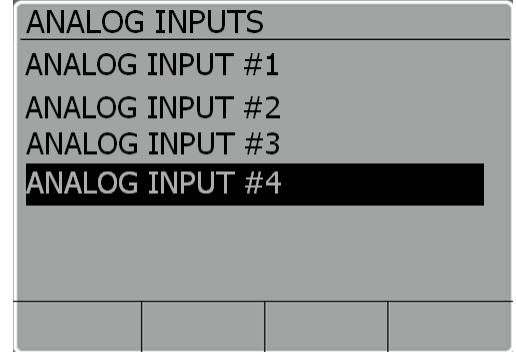 ANALOG INPUTS
ANALOG INPUT #1
ANALOG INPUT #2
ANALOG INPUT #3
ANALOG INPUT #4